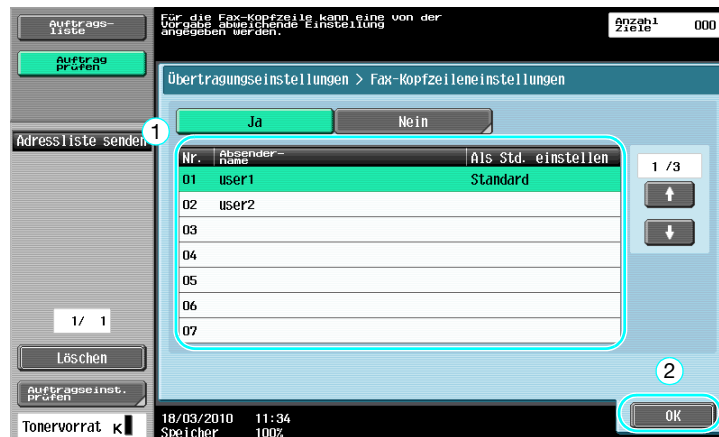 Auftrags-
liste
Für die Fax-Kopfzeile kann eine von der
Vorgabe abweichende Einstellung
angegeben werden.
Anzahl
Ziele
000
Auftrag
prüfen
Übertragungseinstellungen > Fax-Kopfzeileneinstellungen
1
Ja
Nein
Adressliste senden
Nr.
Absender-
name
Als Std. einstellen
1 /3
01 user1 Standard
02 user2
03
04
05
06
07
1/ 1
Löschen
2
Auftragseinst.
prüfen
OK
Tonervorrat K
18/03/2010 11:34
Speicher 100%